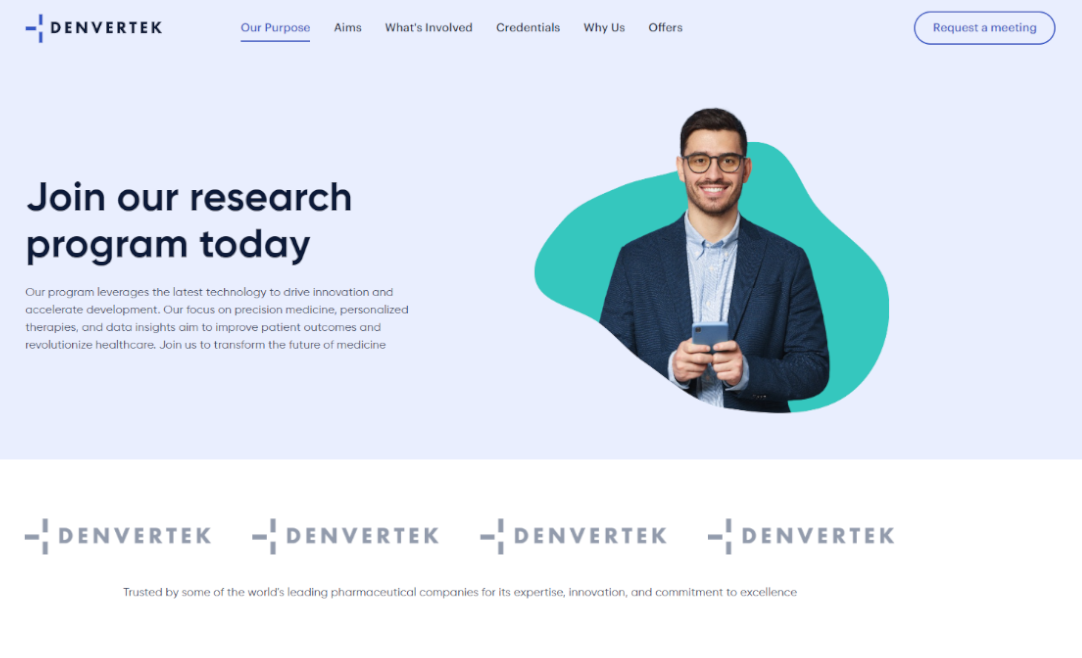 DENVERTEK
Our Purpose Aims What's Involved Credentials Why Us Offers
Request a meeting
Join our research
program today
Our program leverages the latest technology to drive innovation and
accelerate development. Our focus on precision medicine, personalized
therapies, and data insights aim to improve patient outcomes and
revolutionize healthcare. Join us to transform the future of medicine
DENVERTEK DENVERTEK DENVERTEK DENVERTEK
Trusted by some of the world's leading pharmaceutical companies for its expertise, innovation, and commitment to excellence